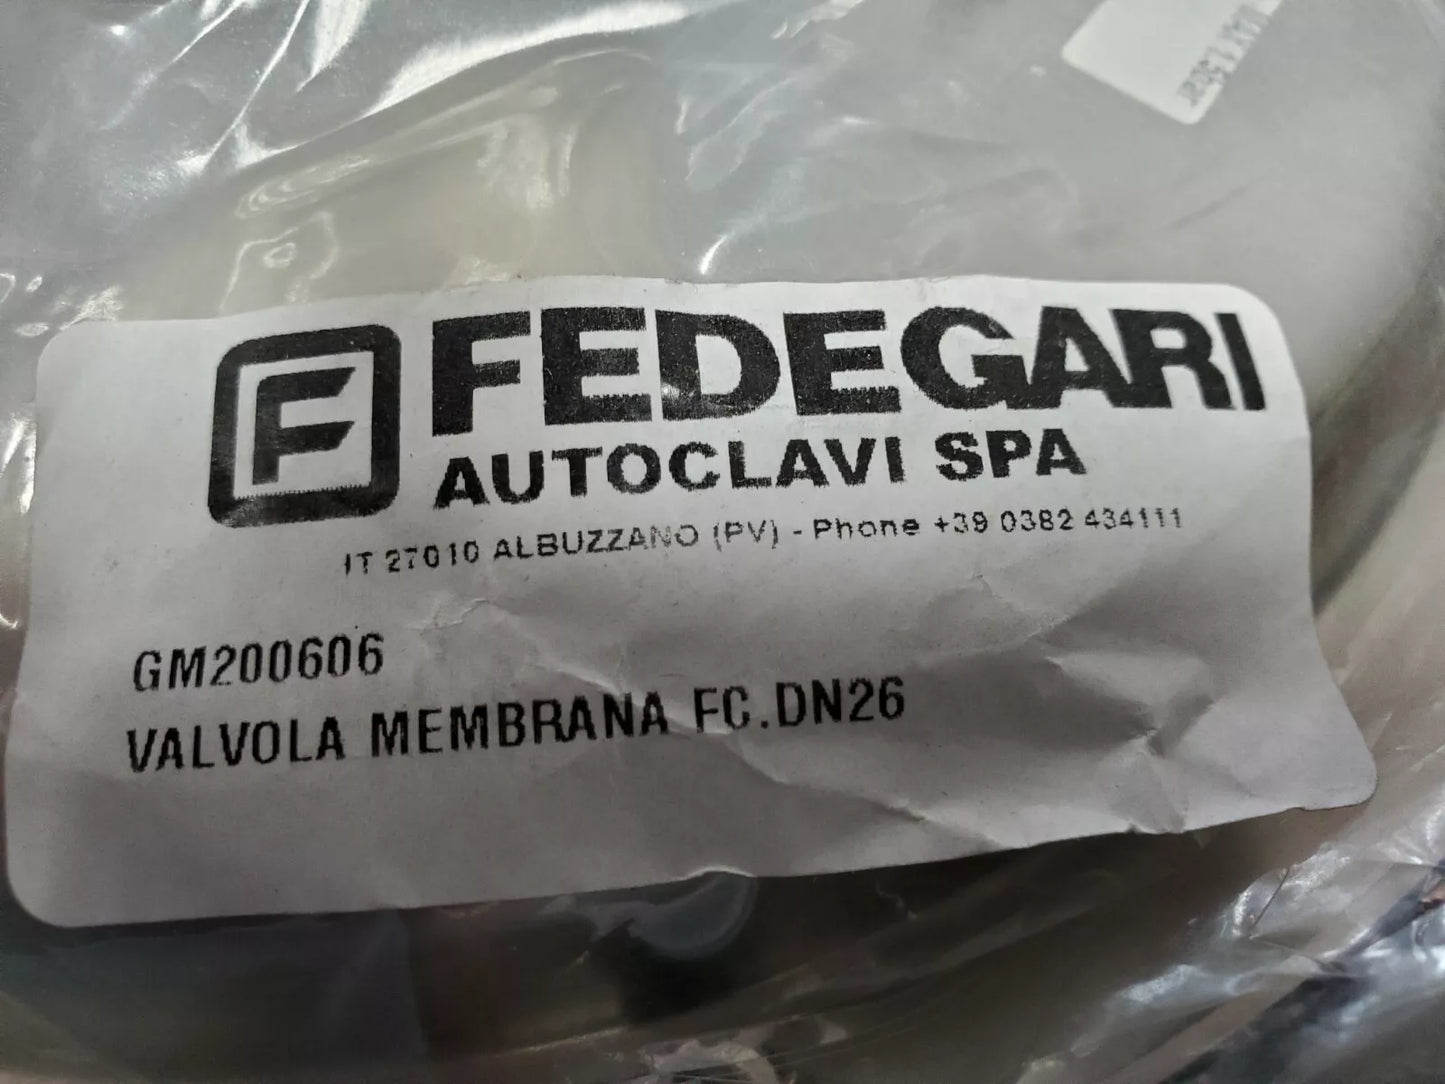 F FEDEGARI
AUTOCLAVI SPA
IT 27010 ALBUZZANO (PV) - Phone +39 0382 434111
GM200606
VALVOLA MEMBRANA FC.DN26